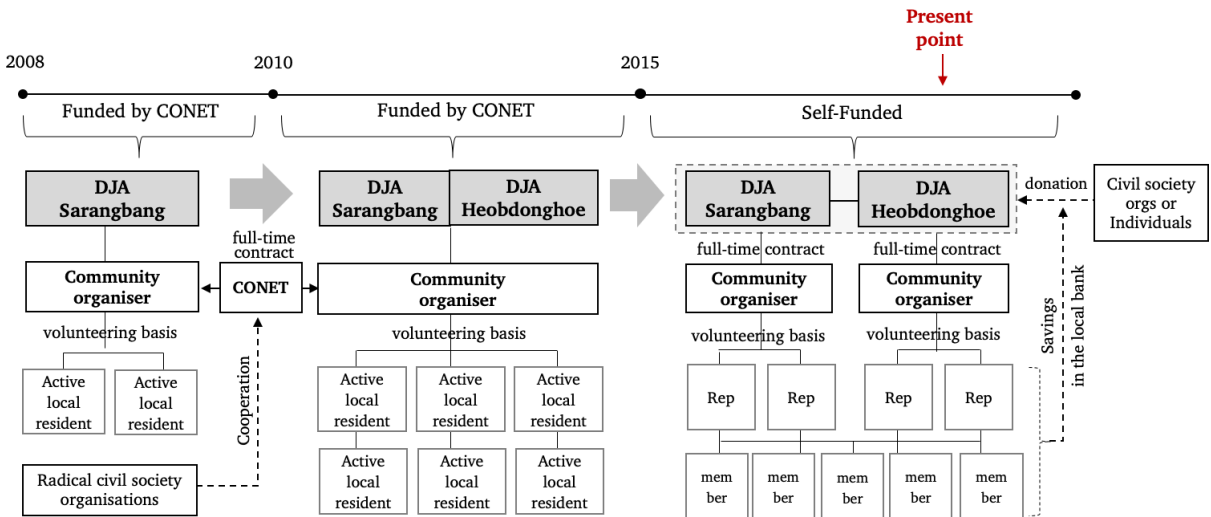 Present
point
2008
2010
2015
Funded by CONET
Funded by CONET
Self-Funded
DJA
Sarangbang
DJA
Sarangbang
DJA
Heobdonghoe
DJA
Sarangbang
DJA
Heobdonghoe
donation
Civil society
orgs or
Individuals
full-time
contract
full-time contract
full-time contract
Community
organiser
CONET
Community
organiser
Community
organiser
Community
organiser
volunteering basis
volunteering basis
volunteering basis
volunteering basis
Savings
in the local bank
Cooperation
Active
local
resident
Active
local
resident
Active
local
resident
Active
local
resident
Active
local
resident
Rep
Rep
Rep
Rep
Radical civil society
organisations
Active
local
resident
Active
local
resident
Active
local
resident
mem
ber
mem
ber
mem
ber
mem
ber
mem
ber